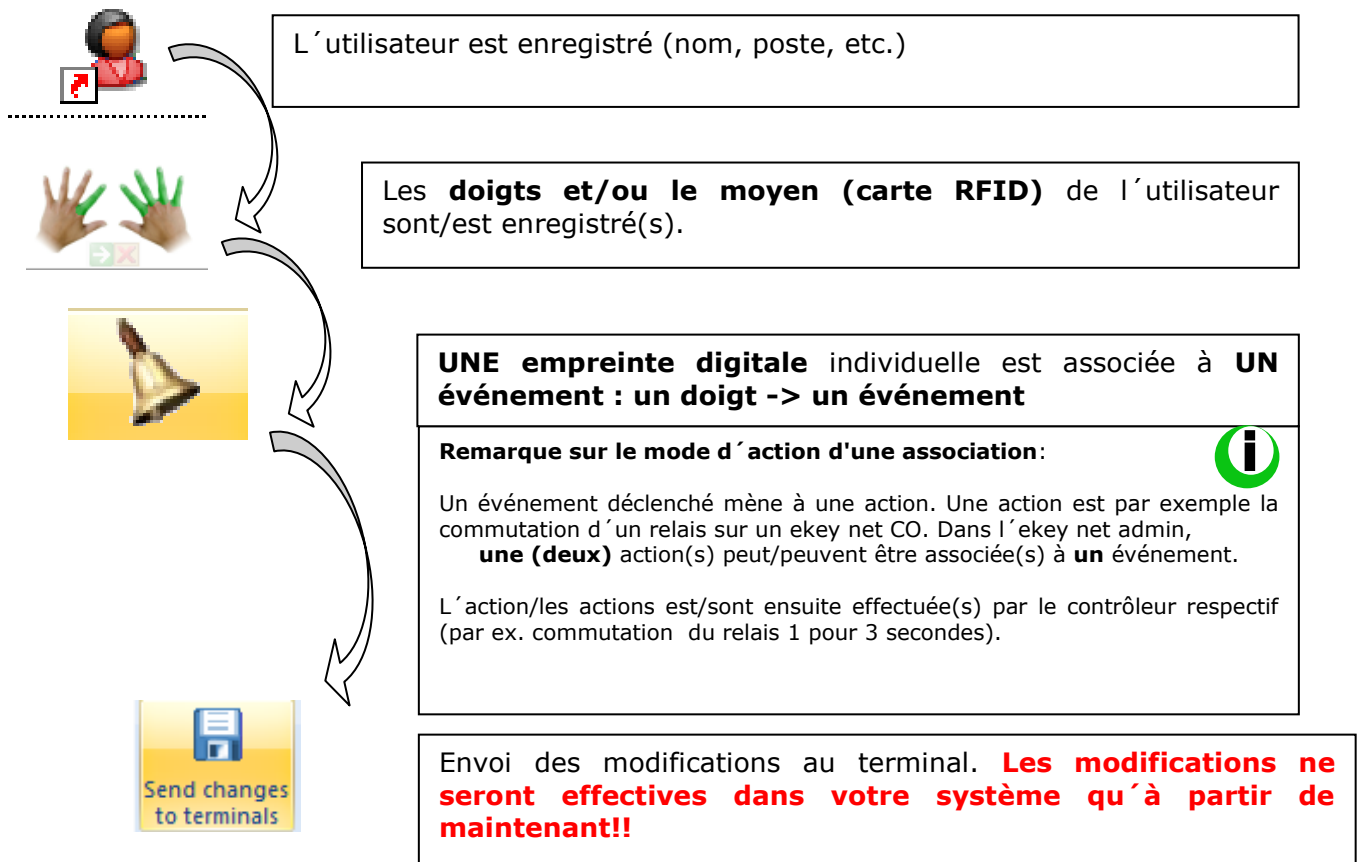 L´utilisateur est enregistré (nom, poste, etc.)
Les doigts et/ou le moyen (carte RFID) de l´utilisateur
sont/est enregistré(s).
UNE empreinte digitale individuelle est associée à UN
événement : un doigt -> un événement
Remarque sur le mode d´action d'une association:
i
Un événement déclenché mène à une action. Une action est par exemple la
commutation d´un relais sur un ekey net CO. Dans l´ekey net admin,
une (deux) action(s) peut/peuvent être associée(s) à un événement.
L´action/les actions est/sont ensuite effectuée(s) par le contrôleur respectif
(par ex. commutation du relais 1 pour 3 secondes).
Send changes
to terminals
Envoi des modifications au terminal. Les modifications ne
seront effectives dans votre système qu´à partir de
maintenant!!